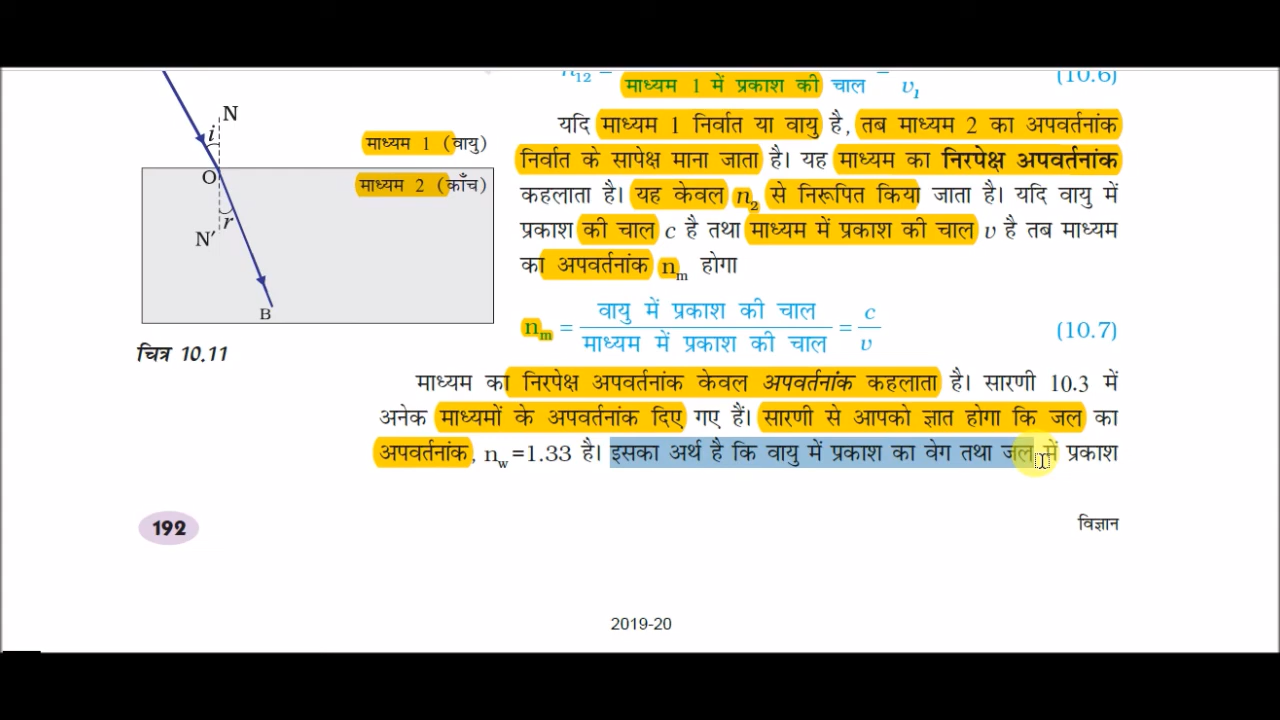 n12 =
माध्यम 1 में प्रकाश की चाल = v1 (10.6)
यदि माध्यम 1 निर्वात या वायु है, तब माध्यम 2 का अपवर्तनांक
निर्वात के सापेक्ष माना जाता है। यह माध्यम का निरपेक्ष अपवर्तनांक
कहलाता है। यह केवल n2 से निरूपित किया जाता है। यदि वायु में
प्रकाश की चाल c है तथा माध्यम में प्रकाश की चाल v है तब माध्यम
का अपवर्तनांक nm होगा
nm = वायु में प्रकाश की चाल / माध्यम में प्रकाश की चाल = c / v (10.7)
N
i
माध्यम 1 (वायु)
O
माध्यम 2 (काँच)
r
N′
B
चित्र 10.11
माध्यम का निरपेक्ष अपवर्तनांक केवल अपवर्तनांक कहलाता है। सारणी 10.3 में
अनेक माध्यमों के अपवर्तनांक दिए गए हैं। सारणी से आपको ज्ञात होगा कि जल का
अपवर्तनांक, nw=1.33 है। इसका अर्थ है कि वायु में प्रकाश का वेग तथा जल में प्रकाश
192
विज्ञान
2019-20